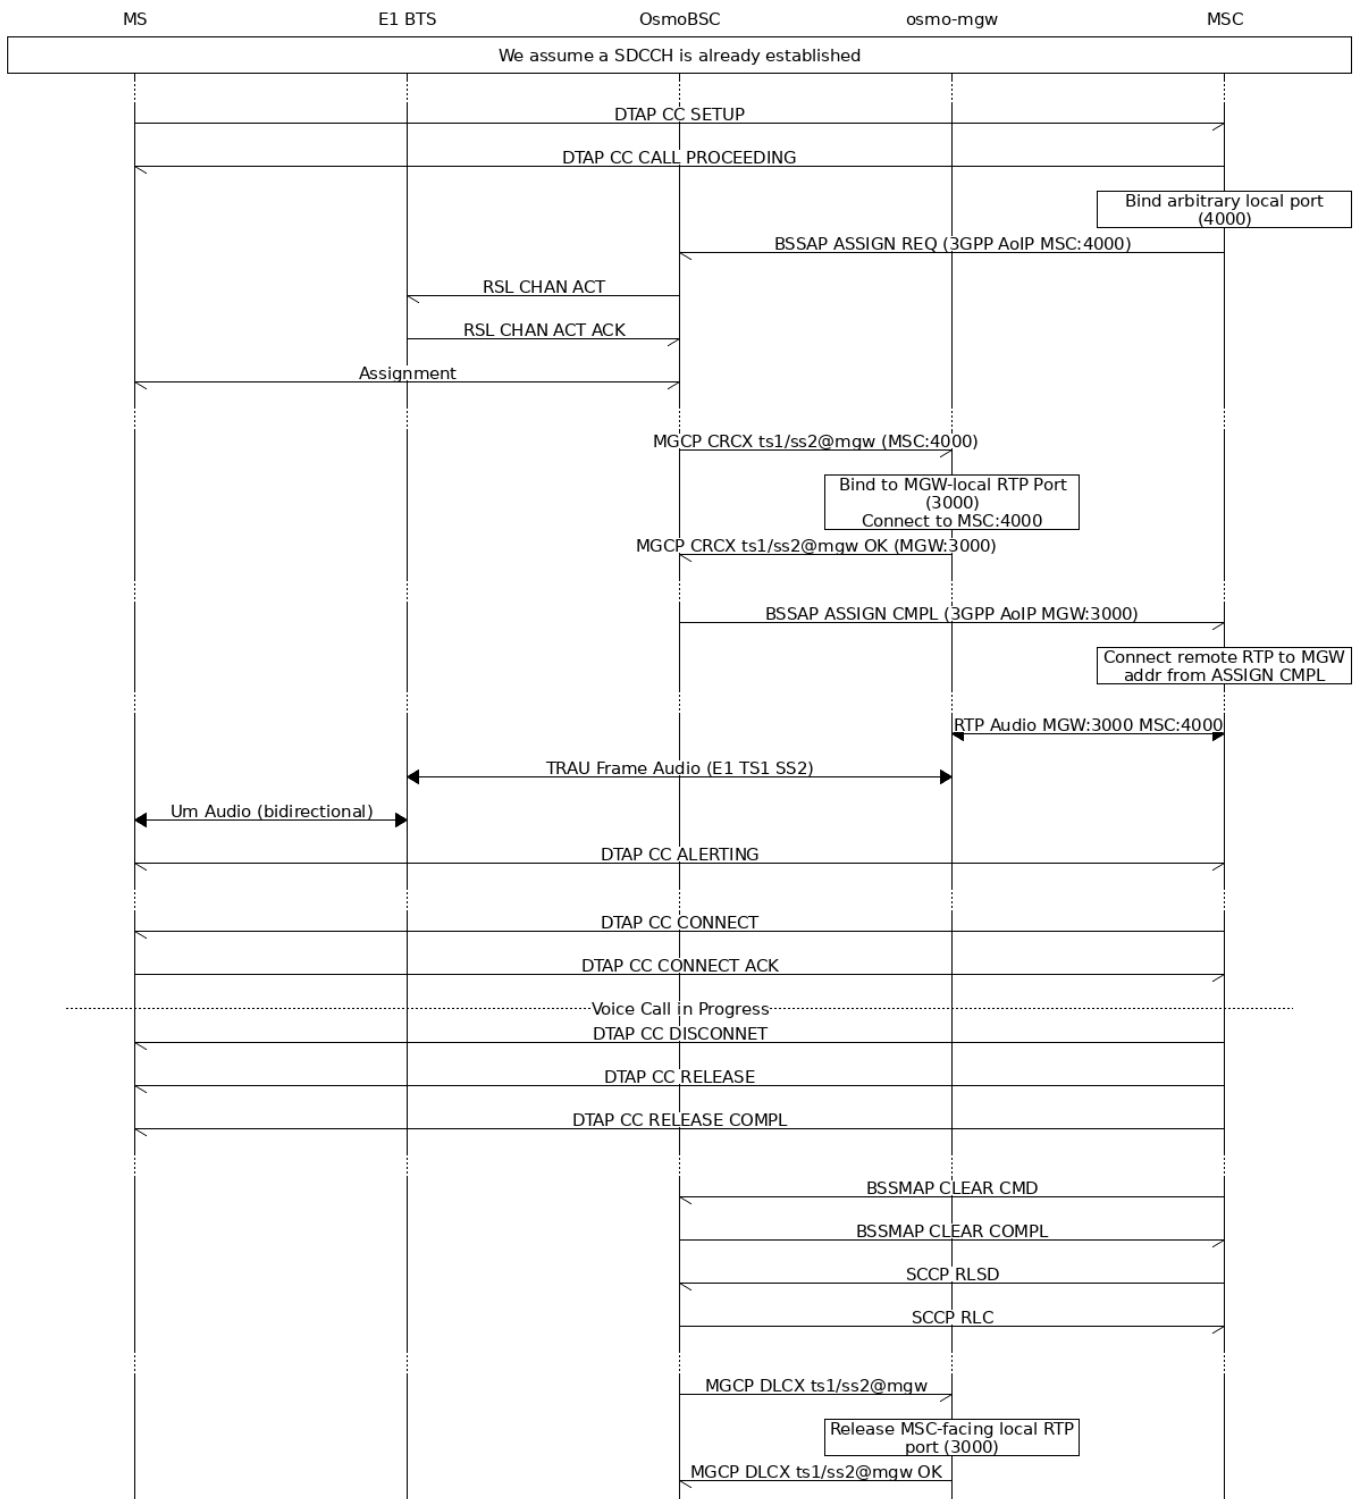 MS E1 BTS OsmoBSC osmo-mgw MSC
We assume a SDCCH is already established
DTAP CC SETUP
DTAP CC CALL PROCEEDING
Bind arbitrary local port
(4000)
BSSAP ASSIGN REQ (3GPP AoIP MSC:4000)
RSL CHAN ACT
RSL CHAN ACT ACK
Assignment
MGCP CRCX ts1/ss2@mgw (MSC:4000)
Bind to MGW-local RTP Port
(3000)
Connect to MSC:4000
MGCP CRCX ts1/ss2@mgw OK (MGW:3000)
BSSAP ASSIGN CMPL (3GPP AoIP MGW:3000)
Connect remote RTP to MGW
addr from ASSIGN CMPL
RTP Audio MGW:3000 MSC:4000
TRAU Frame Audio (E1 TS1 SS2)
Um Audio (bidirectional)
DTAP CC ALERTING
DTAP CC CONNECT
DTAP CC CONNECT ACK
Voice Call in Progress
DTAP CC DISCONNET
DTAP CC RELEASE
DTAP CC RELEASE COMPL
BSSMAP CLEAR CMD
BSSMAP CLEAR COMPL
SCCP RLSD
SCCP RLC
MGCP DLCX ts1/ss2@mgw
Release MSC-facing local RTP
port (3000)
MGCP DLCX ts1/ss2@mgw OK